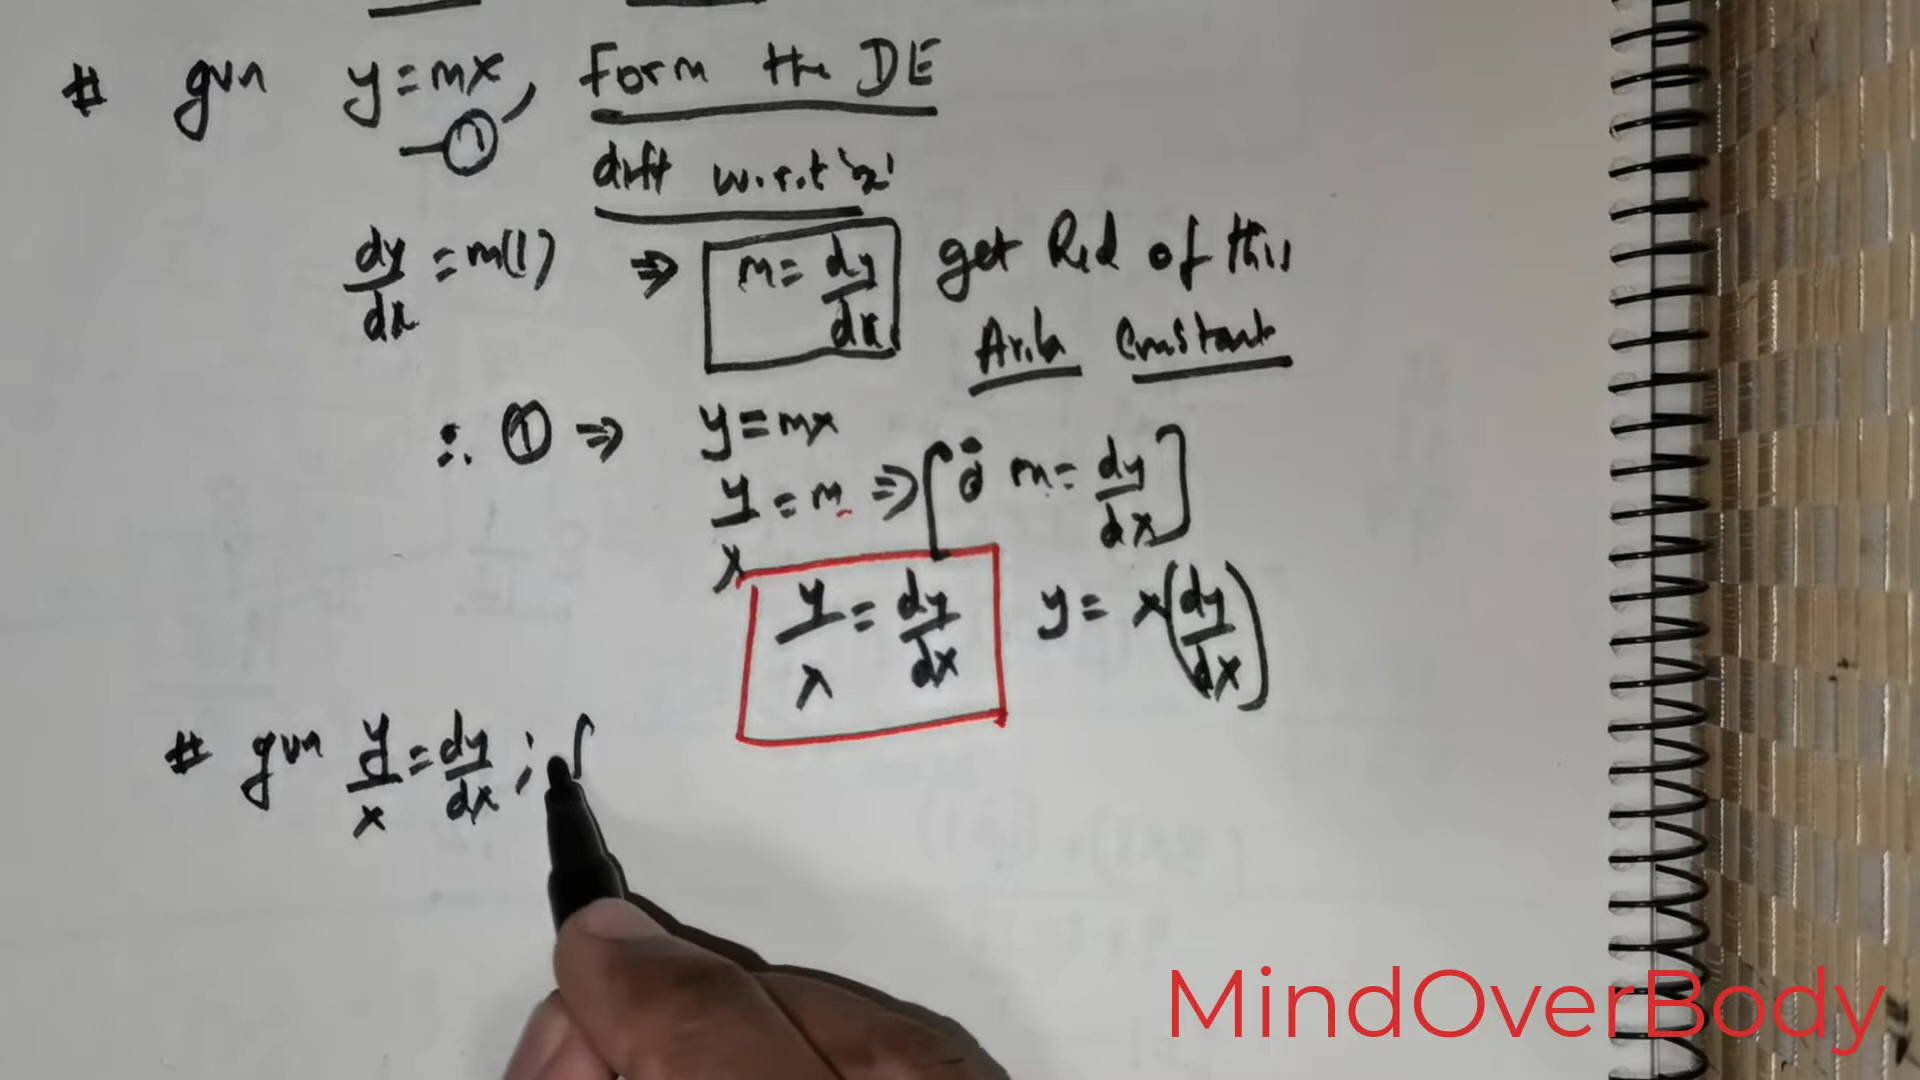 # gvn y=mx, Form the DE
—①
diff w.r.t 'x'
dy/dx = m(1) ⇒ m = dy/dx get Rid of this
Arib Constant
∴ ① ⇒ y=mx
y/x = m ⇒ [∵ m = dy/dx]
y/x = dy/dx y = x(dy/dx)
# gvn y/x = dy/dx ;
MindOverBody